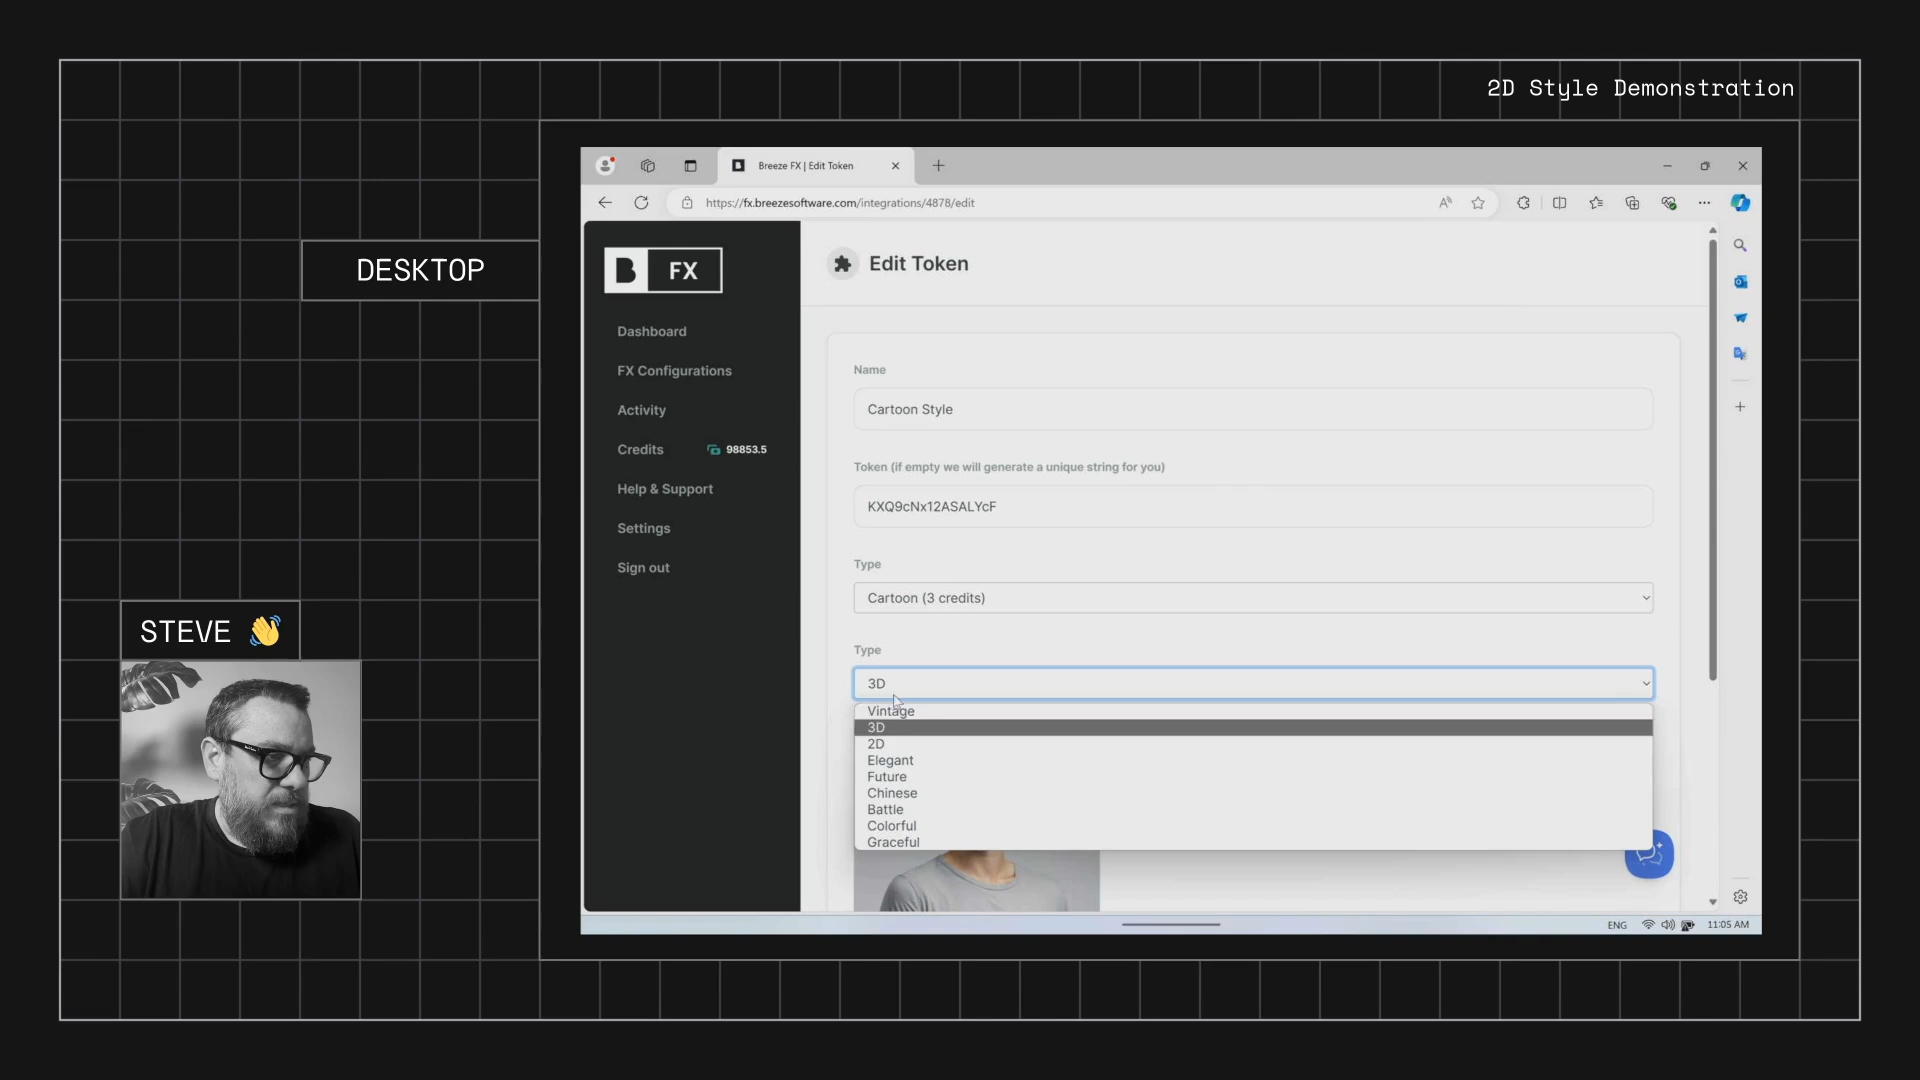 2D Style Demonstration
Breeze FX | Edit Token
https://fx.breezesoftware.com/integrations/4878/edit
DESKTOP
B FX
Edit Token
Dashboard
FX Configurations
Activity
Credits 98853.5
Help & Support
Settings
Sign out
Name
Cartoon Style
Token (if empty we will generate a unique string for you)
KXQ9cNx12ASALYcF
Type
Cartoon (3 credits)
Type
3D
Vintage
3D
2D
Elegant
Future
Chinese
Battle
Colorful
Graceful
STEVE 👋
ENG 11:05 AM